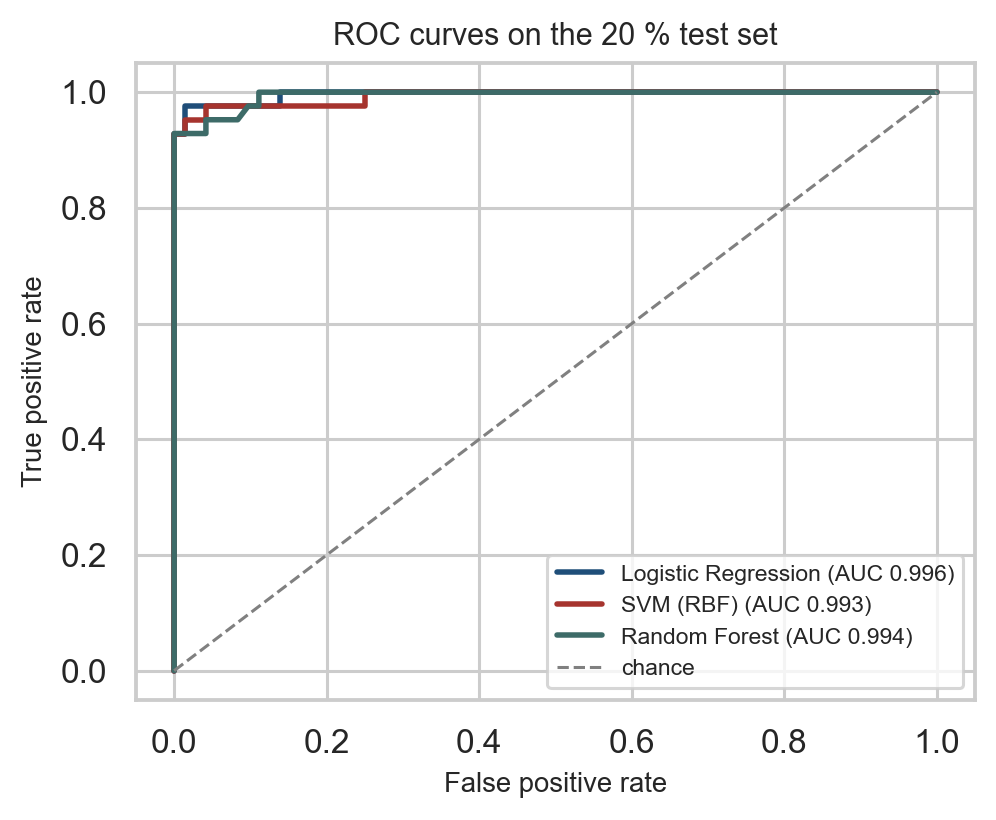 ROC curves on the 20 % test set
True positive rate
1.0
0.8
0.6
0.4
0.2
0.0
Logistic Regression (AUC 0.996)
SVM (RBF) (AUC 0.993)
Random Forest (AUC 0.994)
chance
0.0 0.2 0.4 0.6 0.8 1.0
False positive rate